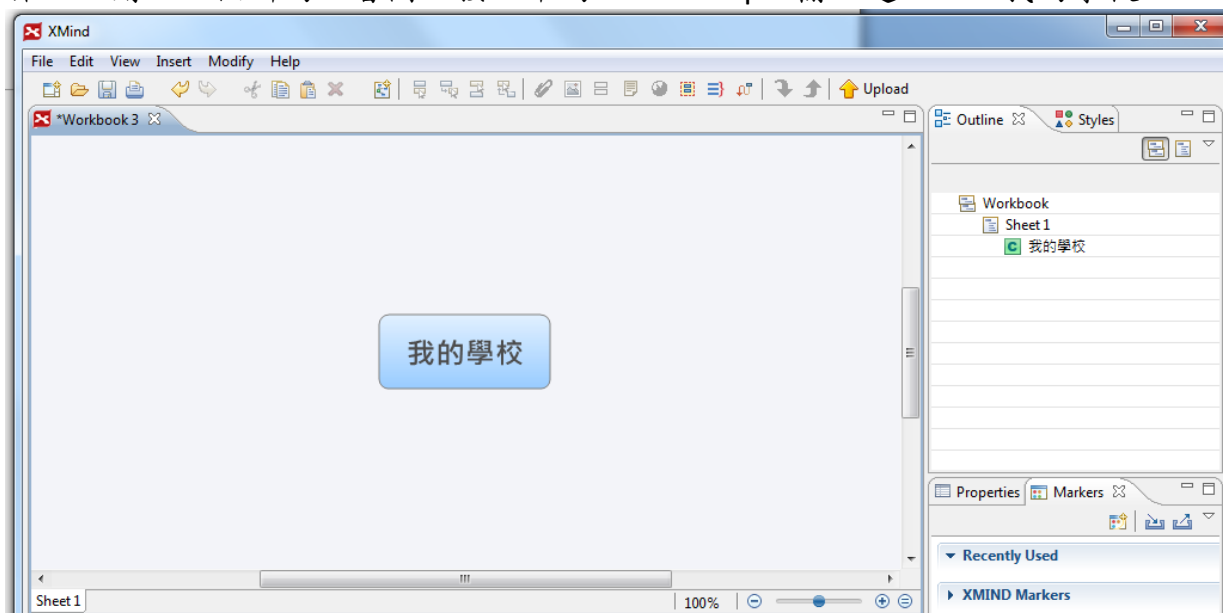 XMind
File Edit View Insert Modify Help
Upload
*Workbook 3
Outline Styles
Workbook
Sheet 1
C 我的學校
我的學校
Properties Markers
Recently Used
XMIND Markers
Sheet 1
100%